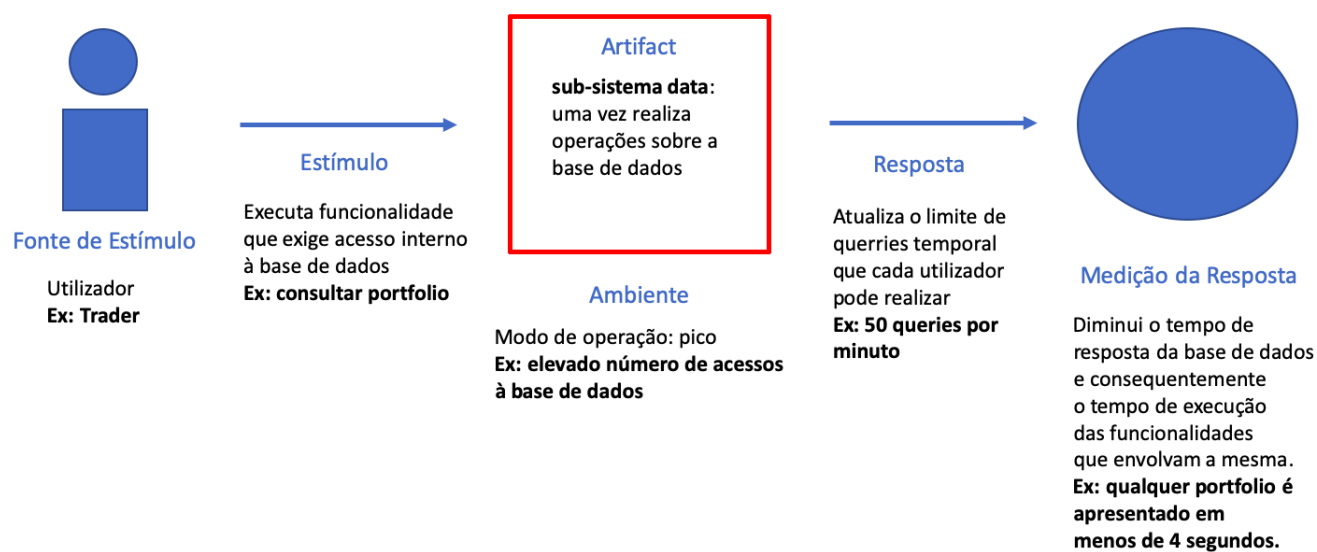 Fonte de Estímulo
Utilizador
Ex: Trader
Estímulo
Executa funcionalidade
que exige acesso interno
à base de dados
Ex: consultar portfolio
Artifact
sub-sistema data:
uma vez realiza
operações sobre a
base de dados
Ambiente
Modo de operação: pico
Ex: elevado número de acessos
à base de dados
Resposta
Atualiza o limite de
querries temporal
que cada utilizador
pode realizar
Ex: 50 queries por
minuto
Medição da Resposta
Diminui o tempo de
resposta da base de dados
e consequentemente
o tempo de execução
das funcionalidades
que envolvam a mesma.
Ex: qualquer portfolio é
apresentado em
menos de 4 segundos.